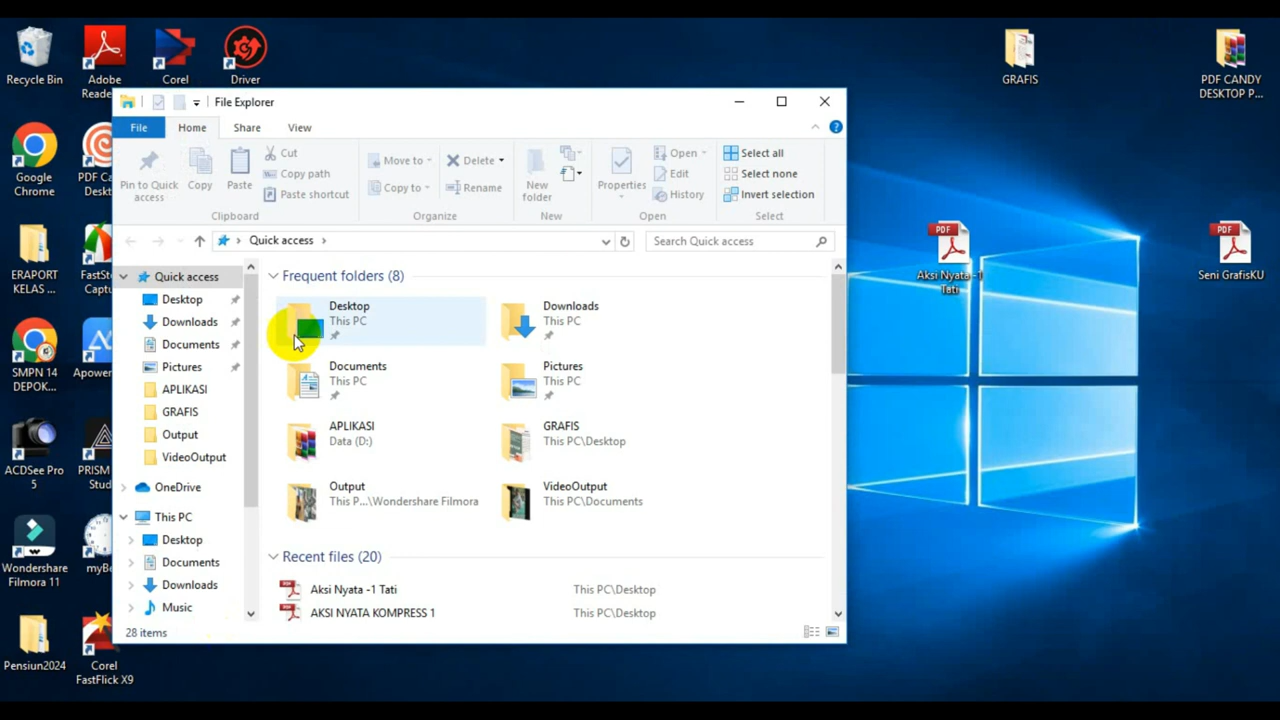 Recycle Bin
Adobe
Reade...
Corel
Driver
GRAFIS
PDF CANDY
DESKTOP P...
Google
Chrome
PDF Ca
Deskt
ERAPORT
KELAS ...
FastSt
Captu
SMPN 14
DEPOK...
Apower
ACDSee Pro
5
PRISM
Stud
Wondershare
Filmora 11
Pensiun2024
Corel
FastFlick X9
PDF
Aksi Nyata -1
Tati
PDF
Seni GrafisKU
File Explorer
File
Home
Share
View
Pin to Quick
access
Copy
Paste
Cut
Copy path
Paste shortcut
Clipboard
Move to
Copy to
Delete
Rename
Organize
New
folder
New
Properties
Open
Edit
History
Open
Select all
Select none
Invert selection
Select
Quick access
Search Quick access
Quick access
Desktop
Downloads
Documents
Pictures
APLIKASI
GRAFIS
Output
VideoOutput
OneDrive
This PC
Desktop
Documents
Downloads
Music
Frequent folders (8)
Desktop
This PC
Downloads
This PC
Documents
This PC
Pictures
This PC
APLIKASI
Data (D:)
GRAFIS
This PC\Desktop
Output
This P...\Wondershare Filmora
VideoOutput
This PC\Documents
Recent files (20)
Aksi Nyata -1 Tati This PC\Desktop
AKSI NYATA KOMPRESS 1 This PC\Desktop
28 items